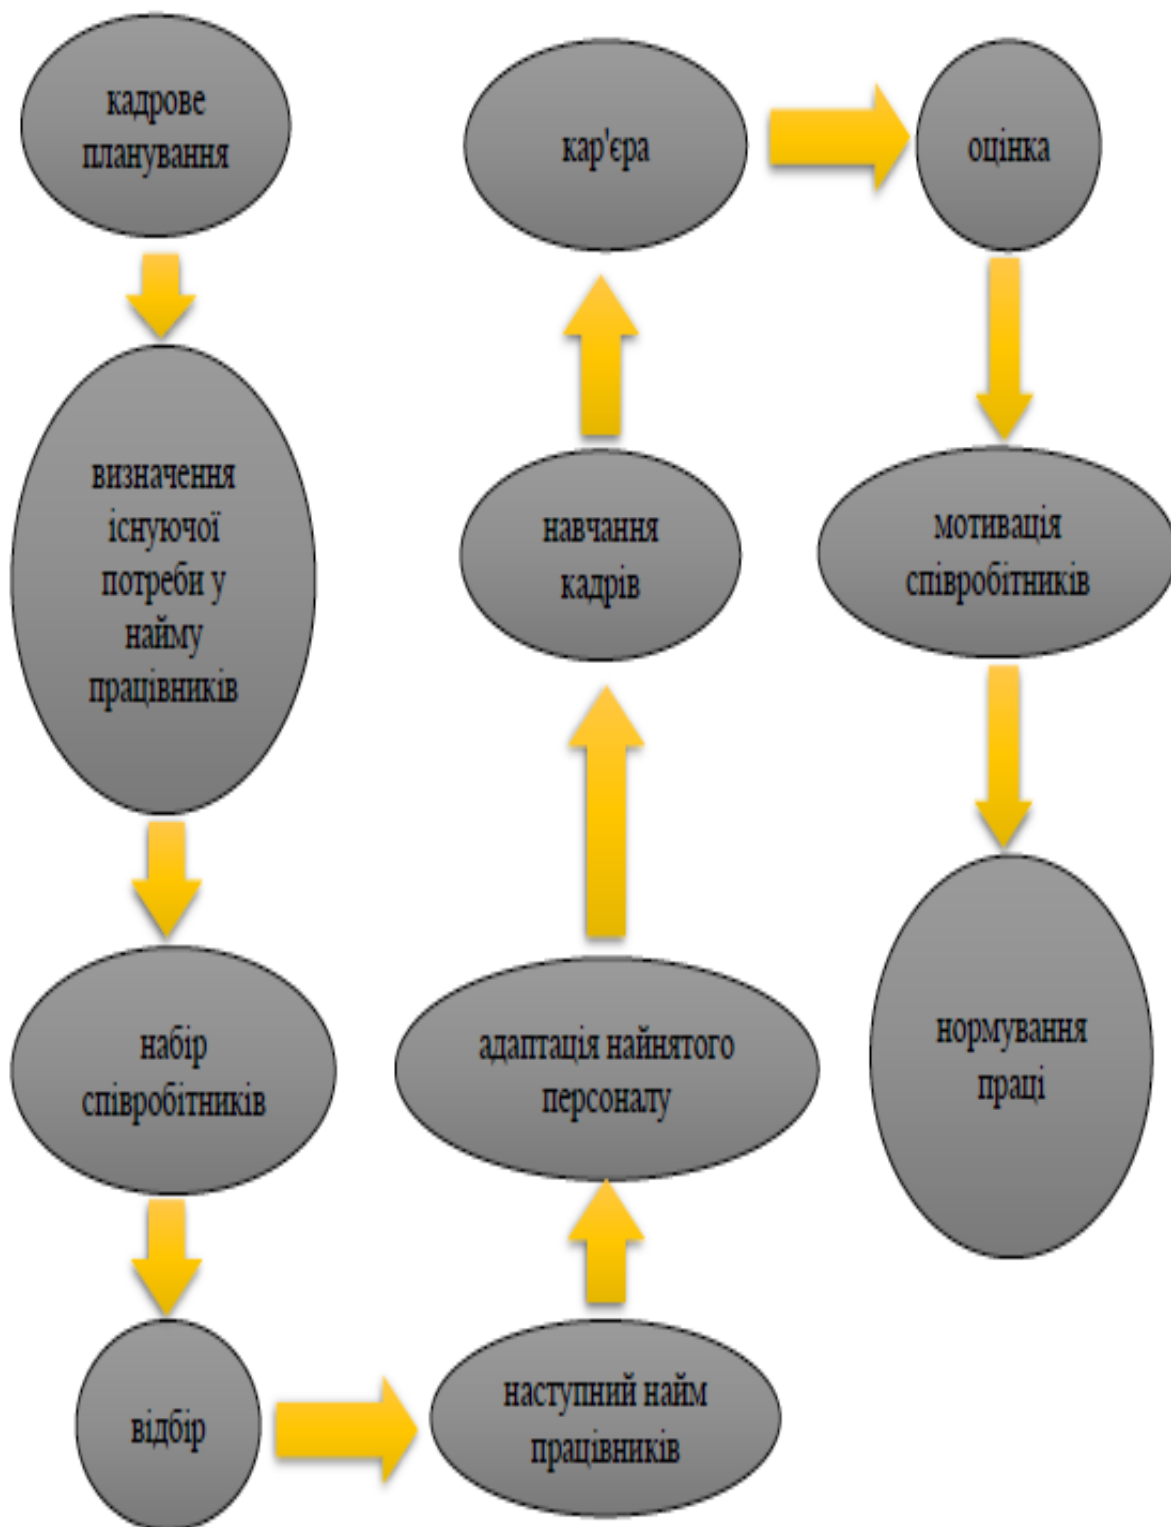 кадрове
планування
визначення
існуючої
потреби у
найму
працівників
набір
співробітників
відбір
наступний найм
працівників
адаптація найнятого
персоналу
навчання
кадрів
кар'єра
оцінка
мотивація
співробітників
нормування
праці